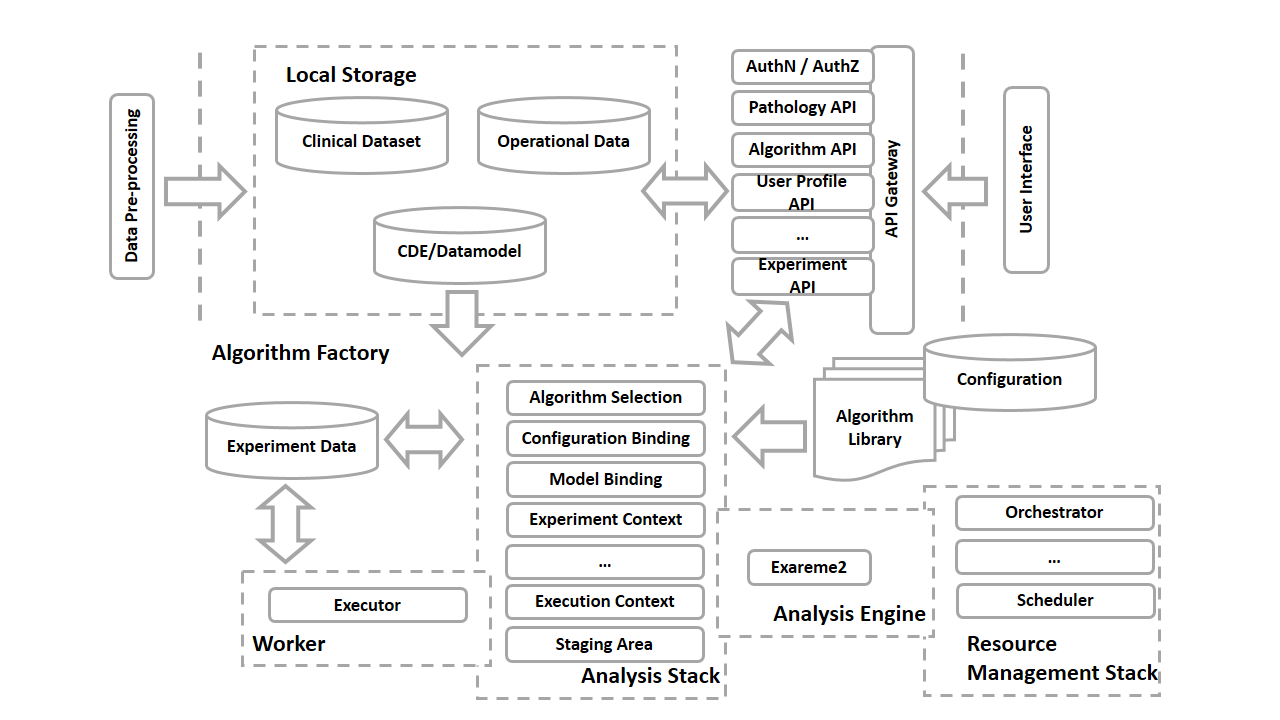 Data Pre-processing
Local Storage
Clinical Dataset
Operational Data
CDE/Datamodel
AuthN / AuthZ
Pathology API
Algorithm API
User Profile
API
...
Experiment
API
API Gateway
User Interface
Algorithm Factory
Experiment Data
Executor
Worker
Algorithm Selection
Configuration Binding
Model Binding
Experiment Context
...
Execution Context
Staging Area
Analysis Stack
Algorithm
Library
Configuration
Exareme2
Analysis Engine
Orchestrator
...
Scheduler
Resource
Management Stack